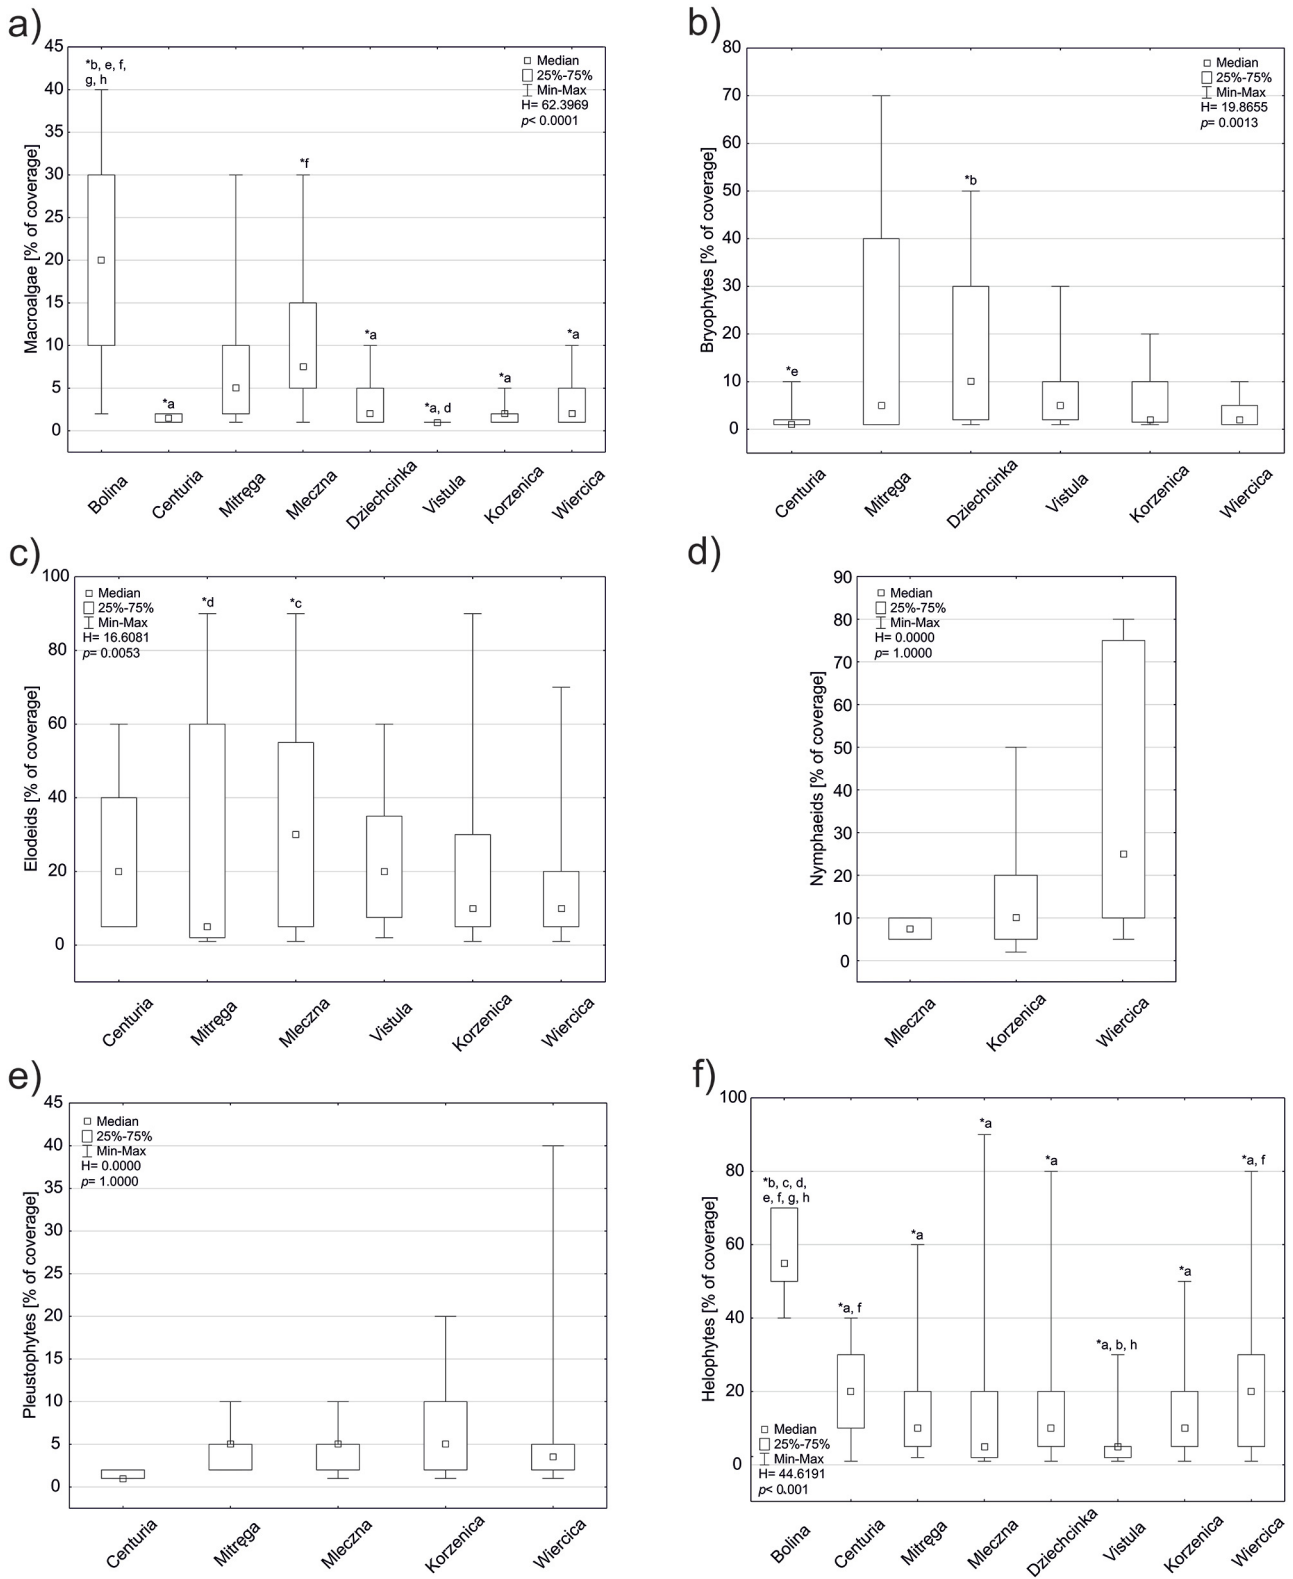 a)
45
40
35
30
25
20
15
10
5
0
Macroalgae [% of coverage]
*b, e, f,
g, h
*a
*f
*a
*a, d
*a
*a
Median
25%-75%
Min-Max
H= 62.3969
p< 0.0001
Bolina
Centuria
Mitręga
Mleczna
Dziechcinka
Vistula
Korzenica
Wiercica
b)
80
70
60
50
40
30
20
10
0
Bryophytes [% of coverage]
*e
*b
Median
25%-75%
Min-Max
H= 19.8655
p= 0.0013
Centuria
Mitręga
Dziechcinka
Vistula
Korzenica
Wiercica
c)
100
80
60
40
20
0
Elodeids [% of coverage]
Median
25%-75%
Min-Max
H= 16.6081
p= 0.0053
*d
*c
Centuria
Mitręga
Mleczna
Vistula
Korzenica
Wiercica
d)
90
80
70
60
50
40
30
20
10
0
Nymphaeids [% of coverage]
Median
25%-75%
Min-Max
H= 0.0000
p= 1.0000
Mleczna
Korzenica
Wiercica
e)
45
40
35
30
25
20
15
10
5
0
Pleustophytes [% of coverage]
Median
25%-75%
Min-Max
H= 0.0000
p= 1.0000
Centuria
Mitręga
Mleczna
Korzenica
Wiercica
f)
100
80
60
40
20
0
Helophytes [% of coverage]
*b, c, d,
e, f, g, h
*a, f
*a
*a
*a
*a, b, h
*a
*a, f
Median
25%-75%
Min-Max
H= 44.6191
p< 0.001
Bolina
Centuria
Mitręga
Mleczna
Dziechcinka
Vistula
Korzenica
Wiercica